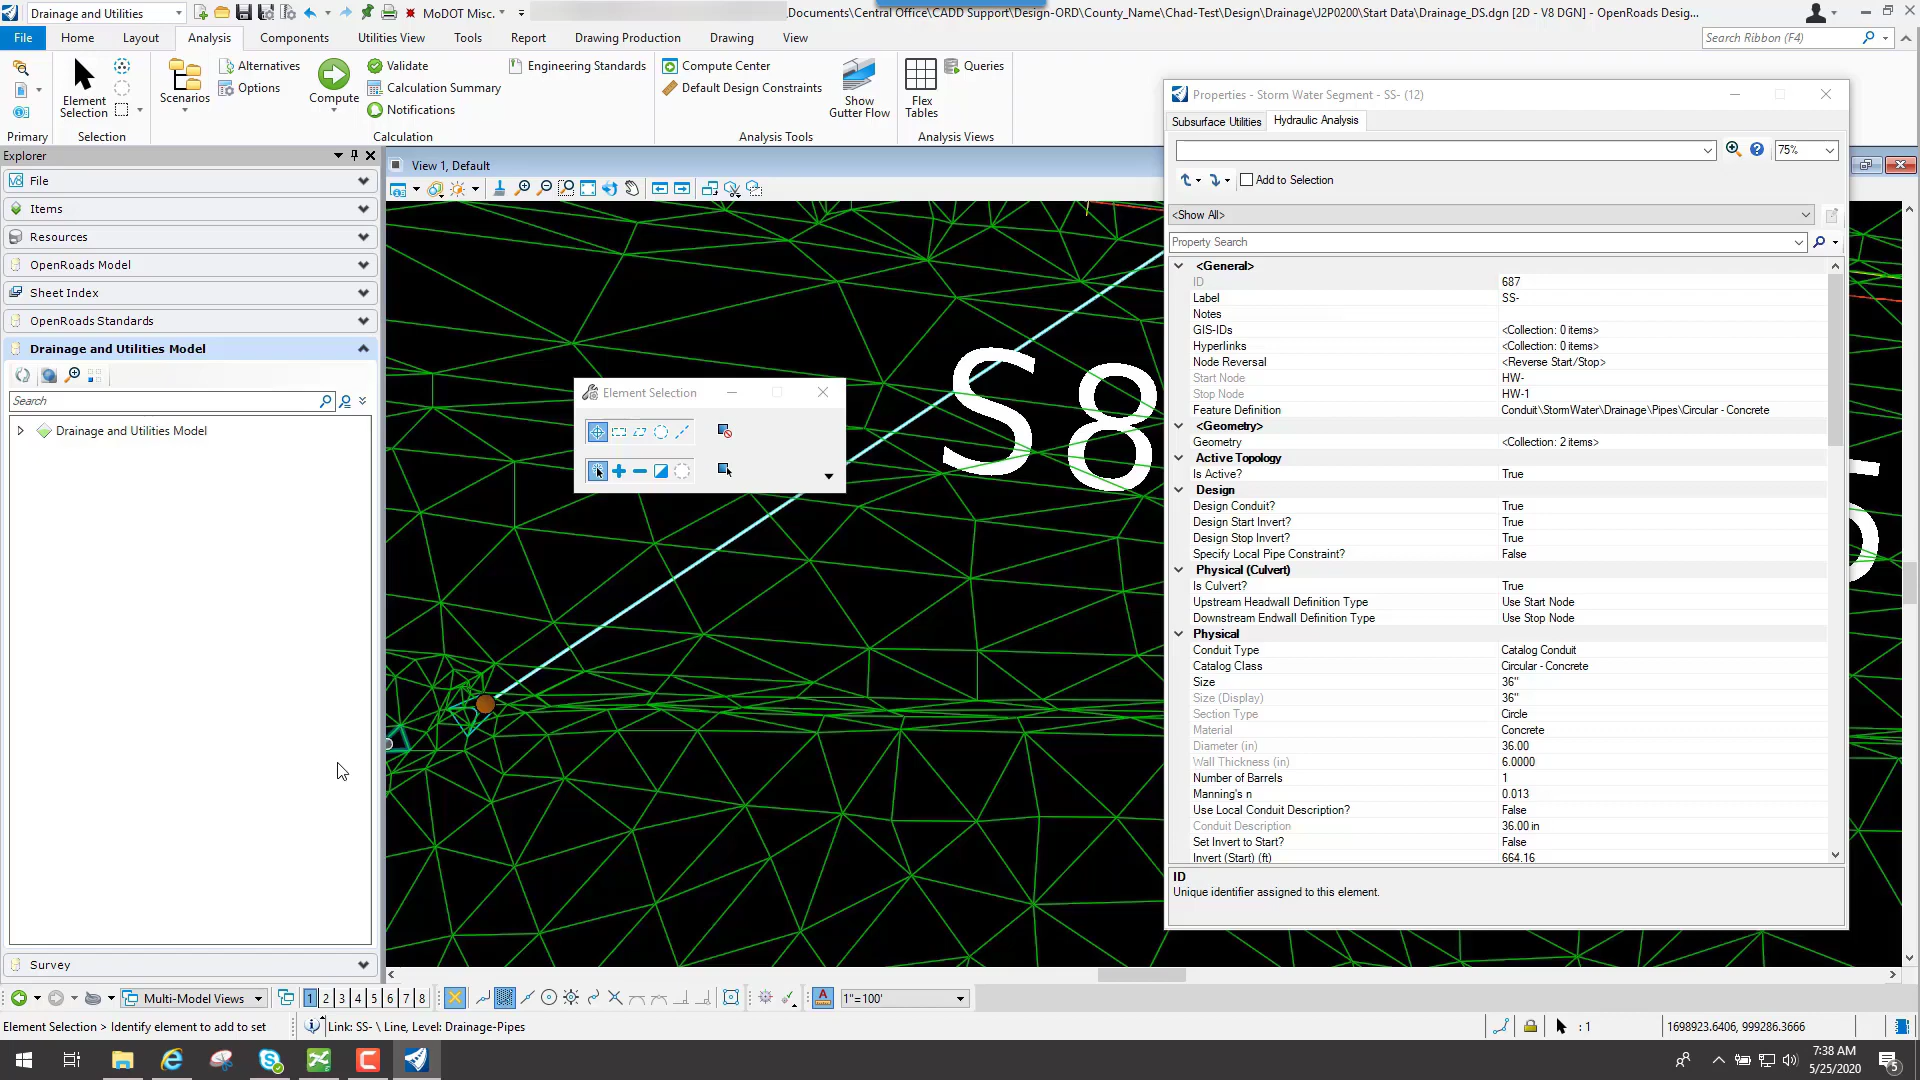 Drainage and Utilities
MoDOT Misc.
.Documents\Central Office\CADD Support\Design-ORD\County_Name\Chad-Test\Design\Drainage\J2P0200\Start Data\Drainage_DS.dgn [2D - V8 DGN] - OpenRoads Desig...
File
Home
Layout
Analysis
Components
Utilities View
Tools
Report
Drawing Production
Drawing
View
Search Ribbon (F4)
Element Selection
Scenarios
Alternatives
Options
Compute
Validate
Calculation Summary
Notifications
Engineering Standards
Compute Center
Default Design Constraints
Show Gutter Flow
Flex Tables
Queries
Primary
Selection
Calculation
Analysis Tools
Analysis Views
Explorer
File
Items
Resources
OpenRoads Model
Sheet Index
OpenRoads Standards
Drainage and Utilities Model
Search
Drainage and Utilities Model
Survey
View 1, Default
S8
Element Selection
Properties - Storm Water Segment - SS- (12)
Subsurface Utilities
Hydraulic Analysis
75%
Add to Selection
<Show All>
Property Search
<General>
ID 687
Label SS-
Notes
GIS-IDs <Collection: 0 items>
Hyperlinks <Collection: 0 items>
Node Reversal <Reverse Start/Stop>
Start Node HW-
Stop Node HW-1
Feature Definition Conduit\StormWater\Drainage\Pipes\Circular - Concrete
<Geometry>
Geometry <Collection: 2 items>
Active Topology
Is Active? True
Design
Design Conduit? True
Design Start Invert? True
Design Stop Invert? True
Specify Local Pipe Constraint? False
Physical (Culvert)
Is Culvert? True
Upstream Headwall Definition Type Use Start Node
Downstream Endwall Definition Type Use Stop Node
Physical
Conduit Type Catalog Conduit
Catalog Class Circular - Concrete
Size 36"
Size (Display) 36"
Section Type Circle
Material Concrete
Diameter (in) 36.00
Wall Thickness (in) 6.0000
Number of Barrels 1
Manning's n 0.013
Use Local Conduit Description? False
Conduit Description 36.00 in
Set Invert to Start? False
Invert (Start) (ft) 664.16
ID
Unique identifier assigned to this element.
Multi-Model Views
1 2 3 4 5 6 7 8
1"=100'
Element Selection > Identify element to add to set
Link: SS- \ Line, Level: Drainage-Pipes
: 1
1698923.6406, 999286.3666
7:38 AM
5/25/2020
5